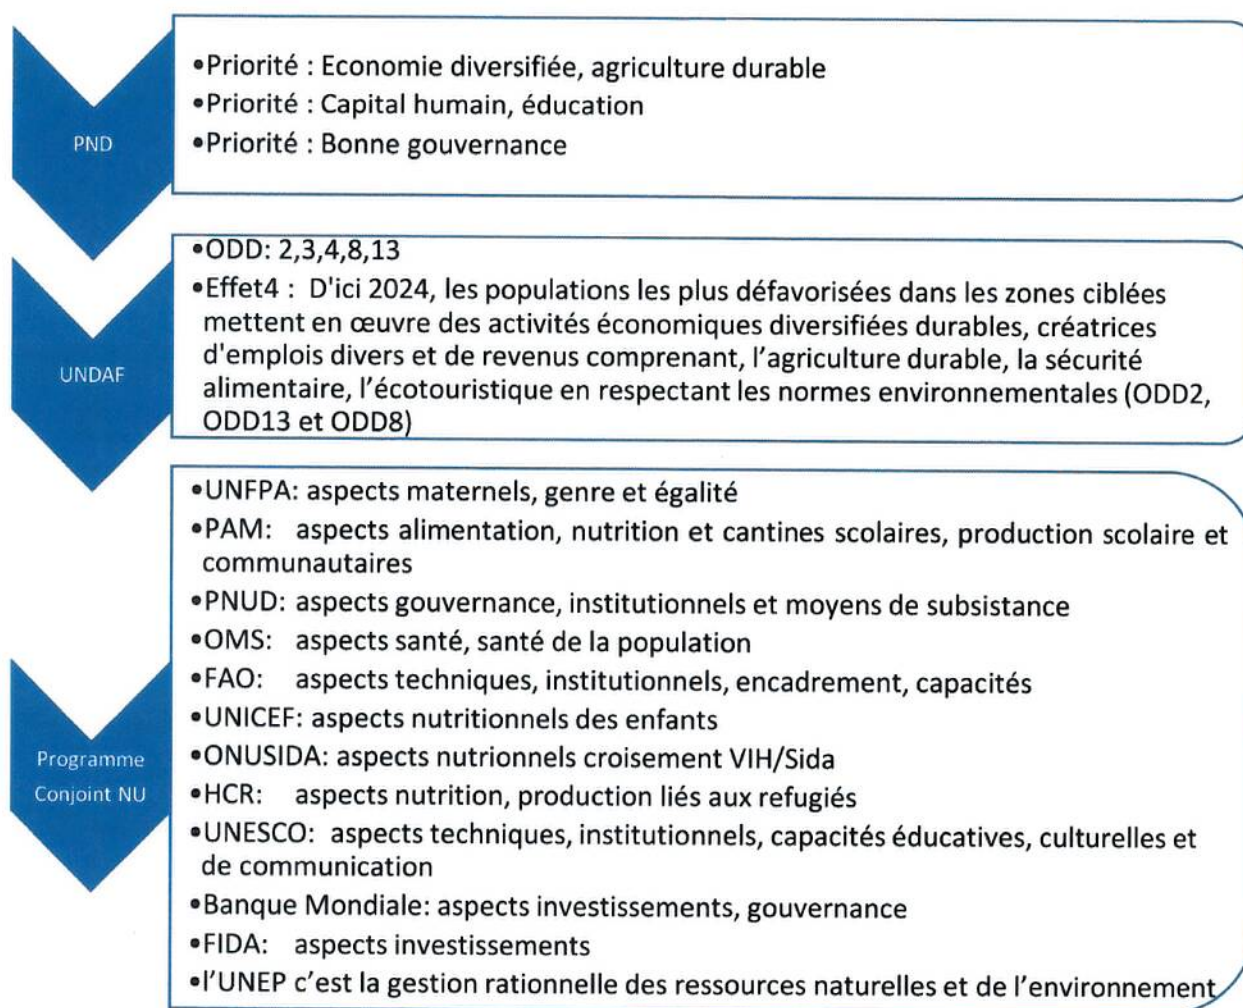 PND
•Priorité : Economie diversifiée, agriculture durable
•Priorité : Capital humain, éducation
•Priorité : Bonne gouvernance
UNDAF
•ODD: 2,3,4,8,13
•Effet4 : D'ici 2024, les populations les plus défavorisées dans les zones ciblées
mettent en œuvre des activités économiques diversifiées durables, créatrices
d'emplois divers et de revenus comprenant, l’agriculture durable, la sécurité
alimentaire, l’écotouristique en respectant les normes environnementales (ODD2,
ODD13 et ODD8)
Programme
Conjoint NU
•UNFPA: aspects maternels, genre et égalité
•PAM: aspects alimentation, nutrition et cantines scolaires, production scolaire et
communautaires
•PNUD: aspects gouvernance, institutionnels et moyens de subsistance
•OMS: aspects santé, santé de la population
•FAO: aspects techniques, institutionnels, encadrement, capacités
•UNICEF: aspects nutritionnels des enfants
•ONUSIDA: aspects nutrionnels croisement VIH/Sida
•HCR: aspects nutrition, production liés aux refugiés
•UNESCO: aspects techniques, institutionnels, capacités éducatives, culturelles et
de communication
•Banque Mondiale: aspects investissements, gouvernance
•FIDA: aspects investissements
•l’UNEP c’est la gestion rationnelle des ressources naturelles et de l’environnement